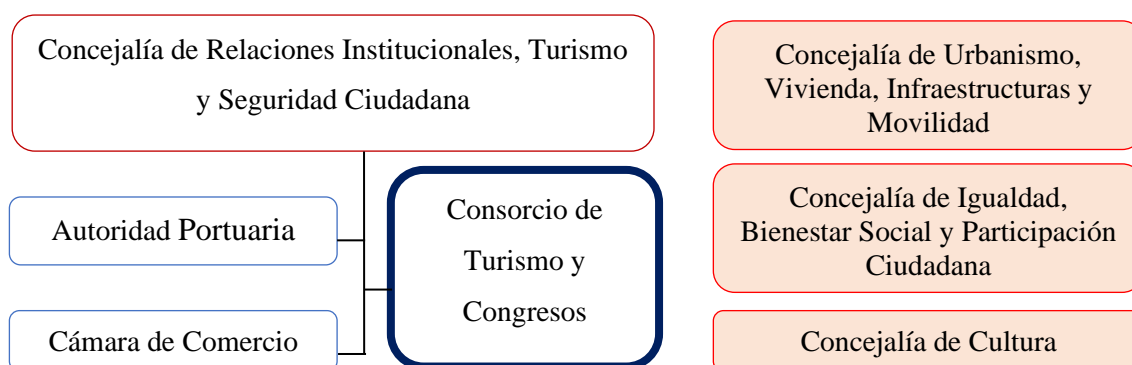 Concejalía de Relaciones Institucionales, Turismo
y Seguridad Ciudadana
Autoridad Portuaria
Cámara de Comercio
Consorcio de
Turismo y
Congresos
Concejalía de Urbanismo,
Vivienda, Infraestructuras y
Movilidad
Concejalía de Igualdad,
Bienestar Social y Participación
Ciudadana
Concejalía de Cultura